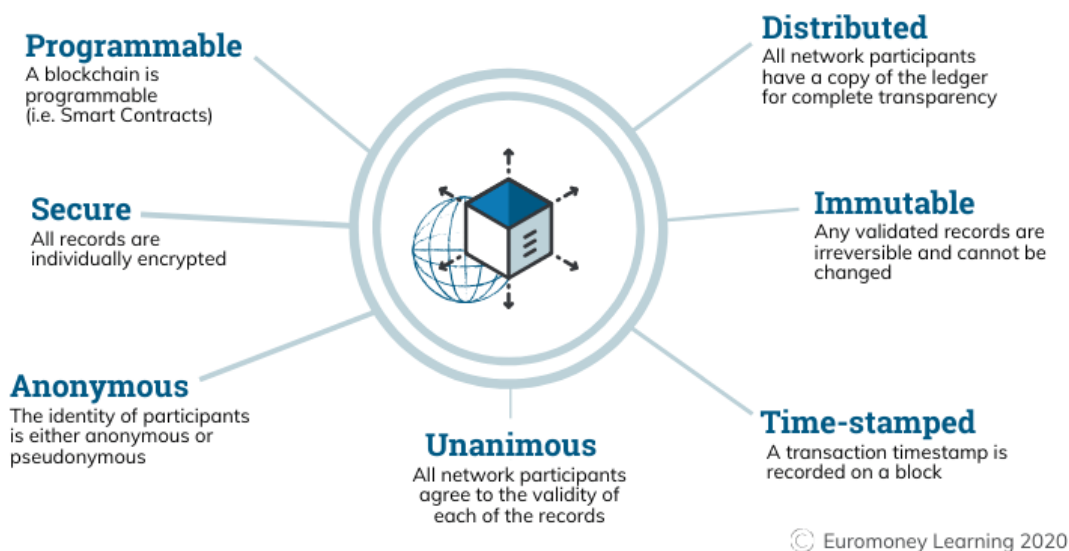 Programmable
A blockchain is
programmable
(i.e. Smart Contracts)
Distributed
All network participants
have a copy of the ledger
for complete transparency
Secure
All records are
individually encrypted
Immutable
Any validated records are
irreversible and cannot be
changed
Anonymous
The identity of participants
is either anonymous or
pseudonymous
Unanimous
All network participants
agree to the validity of
each of the records
Time-stamped
A transaction timestamp is
recorded on a block
© Euromoney Learning 2020